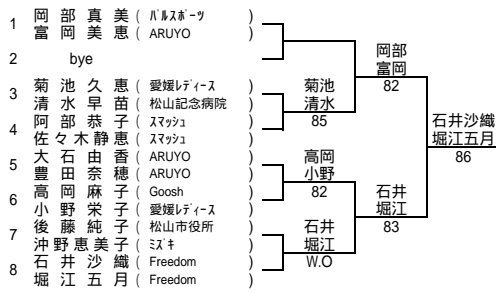 1 岡部真美 ( パルスポーツ )
富岡美恵 ( ARUYO )
2 bye
3 菊池久恵 ( 愛媛レディース )
清水早苗 ( 松山記念病院 )
4 阿部恭子 ( スマッシュ )
佐々木静恵 ( スマッシュ )
5 大石由香 ( ARUYO )
豊田奈穂 ( ARUYO )
6 高岡麻子 ( Goosh )
小野栄子 ( 愛媛レディース )
7 後藤純子 ( 松山市役所 )
沖野恵美子 ( ミズキ )
8 石井沙織 ( Freedom )
堀江五月 ( Freedom )
菊池
清水
85
高岡
小野
82
石井
堀江
W.O
岡部
富岡
82
石井
堀江
83
石井沙織
堀江五月
86